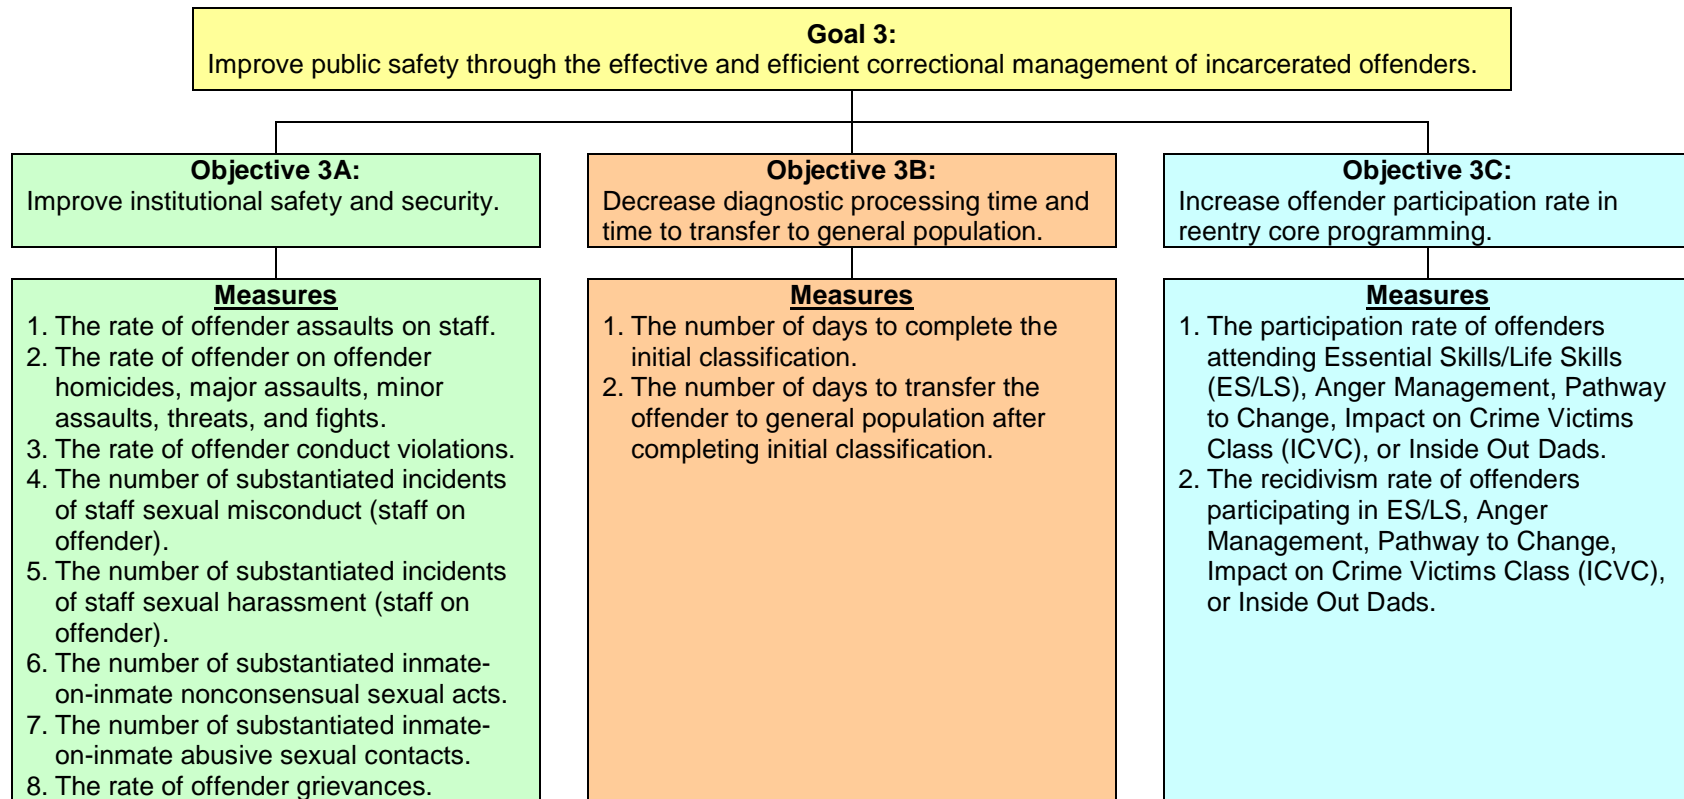 Goal 3:
Improve public safety through the effective and efficient correctional management of incarcerated offenders.
Objective 3A:
Improve institutional safety and security.
Objective 3B:
Decrease diagnostic processing time and
time to transfer to general population.
Objective 3C:
Increase offender participation rate in
reentry core programming.
Measures
1. The rate of offender assaults on staff.
2. The rate of offender on offender
homicides, major assaults, minor
assaults, threats, and fights.
3. The rate of offender conduct violations.
4. The number of substantiated incidents
of staff sexual misconduct (staff on
offender).
5. The number of substantiated incidents
of staff sexual harassment (staff on
offender).
6. The number of substantiated inmate-
on-inmate nonconsensual sexual acts.
7. The number of substantiated inmate-
on-inmate abusive sexual contacts.
8. The rate of offender grievances.
Measures
1. The number of days to complete the
initial classification.
2. The number of days to transfer the
offender to general population after
completing initial classification.
Measures
1. The participation rate of offenders
attending Essential Skills/Life Skills
(ES/LS), Anger Management, Pathway
to Change, Impact on Crime Victims
Class (ICVC), or Inside Out Dads.
2. The recidivism rate of offenders
participating in ES/LS, Anger
Management, Pathway to Change,
Impact on Crime Victims Class (ICVC),
or Inside Out Dads.